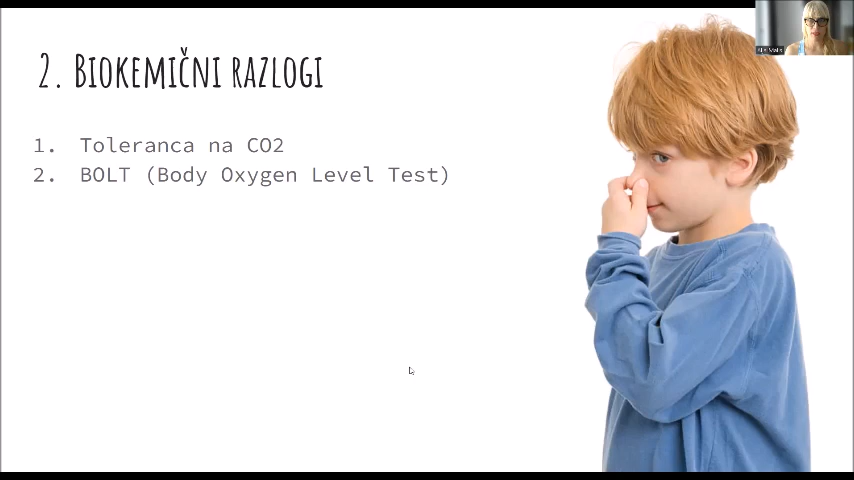 2. Biokemični razlogi
1. Toleranca na CO2
2. BOLT (Body Oxygen Level Test)